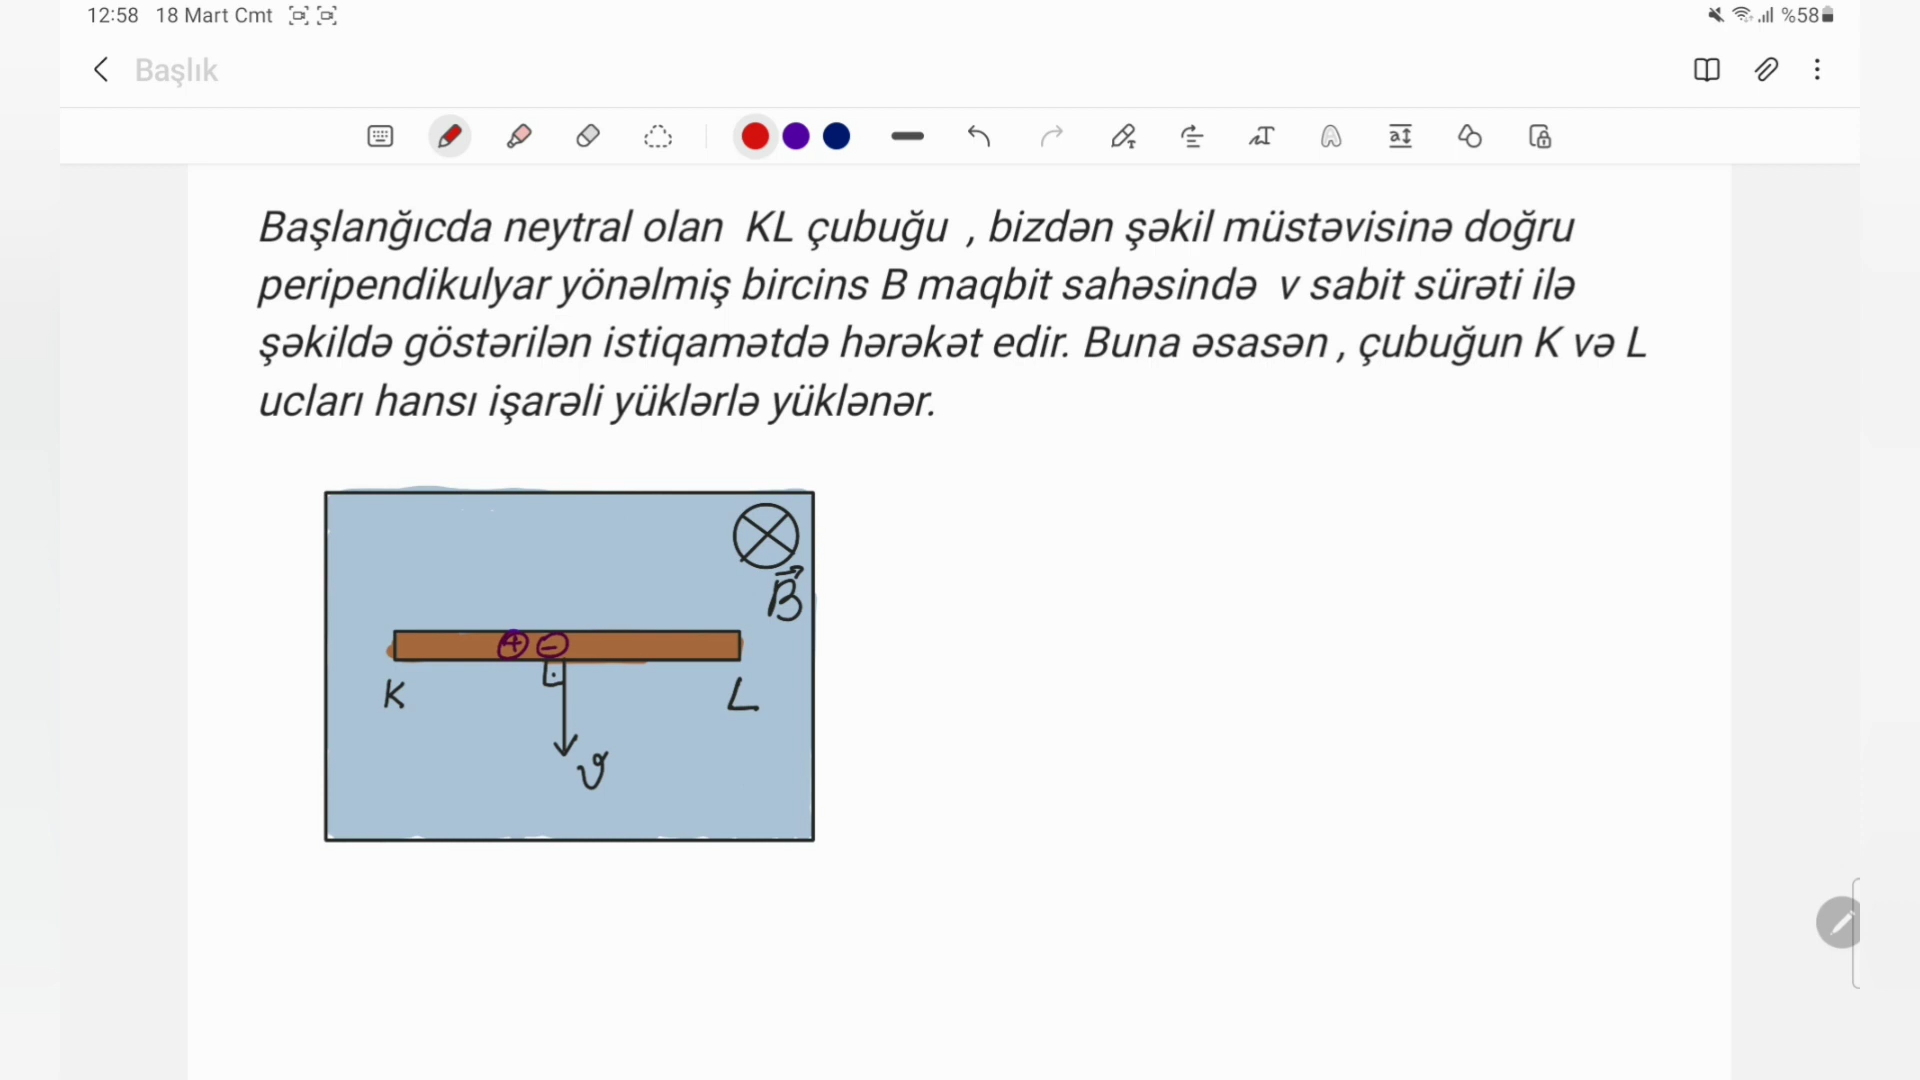 12:58 18 Mart Cmt %58
Başlık
Başlanğıcda neytral olan KL çubuğu , bizdən şəkil müstəvisinə doğru
peripendikulyar yönəlmiş bircins B maqbit sahəsində v sabit sürəti ilə
şəkildə göstərilən istiqamətdə hərəkət edir. Buna əsasən , çubuğun K və L
ucları hansı işarəli yüklərlə yüklənər.
B
+ −
K L
v